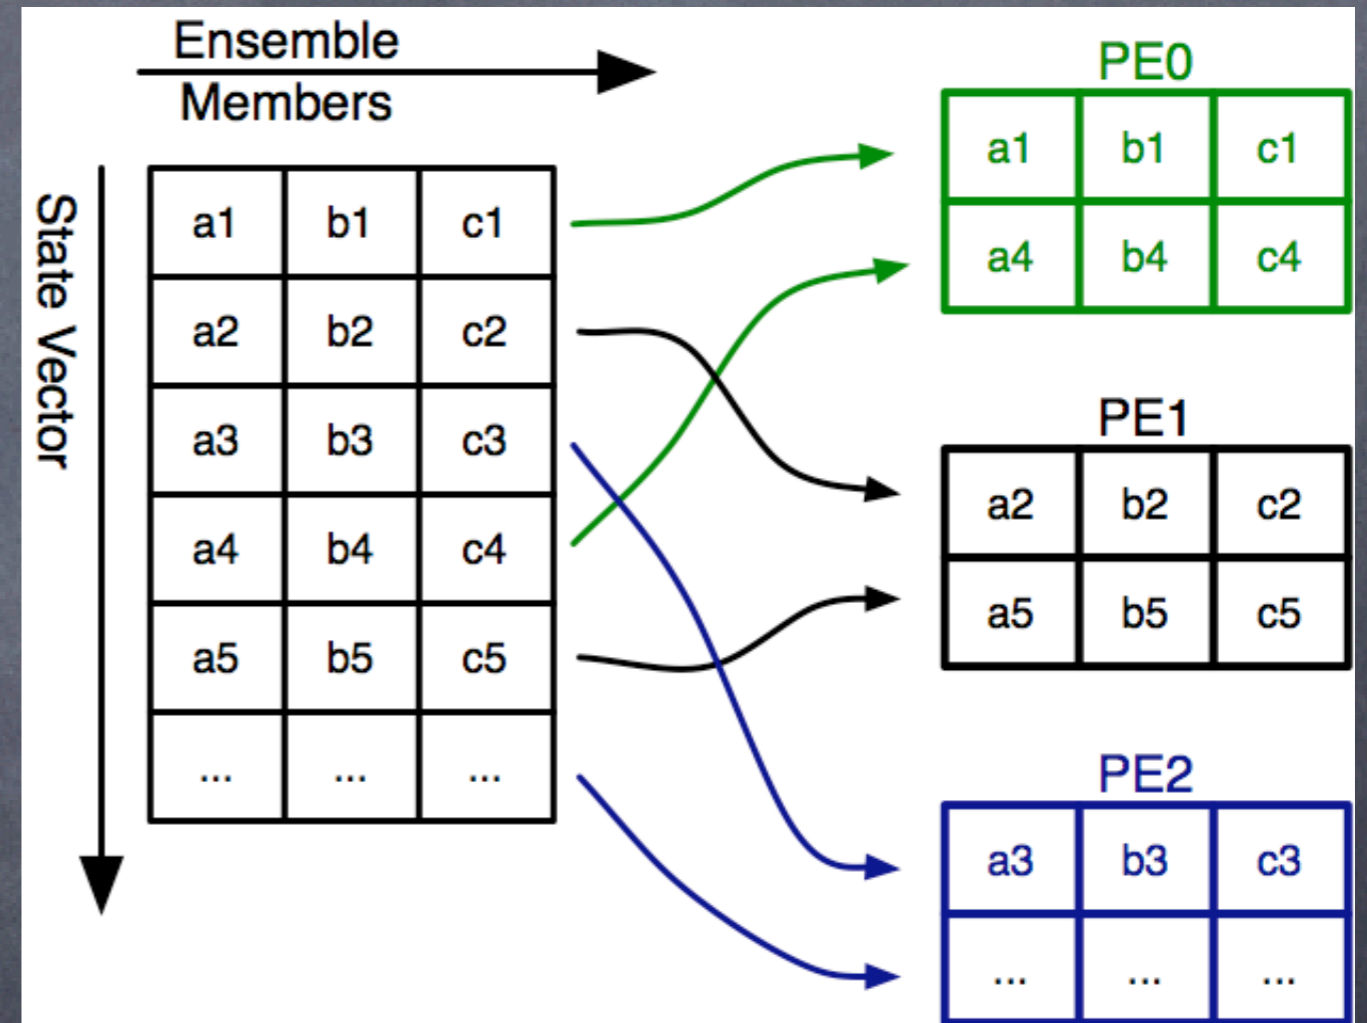 Ensemble
Members
State Vector
a1 b1 c1
a2 b2 c2
a3 b3 c3
a4 b4 c4
a5 b5 c5
... ... ...
PE0
a1 b1 c1
a4 b4 c4
PE1
a2 b2 c2
a5 b5 c5
PE2
a3 b3 c3
... ... ...